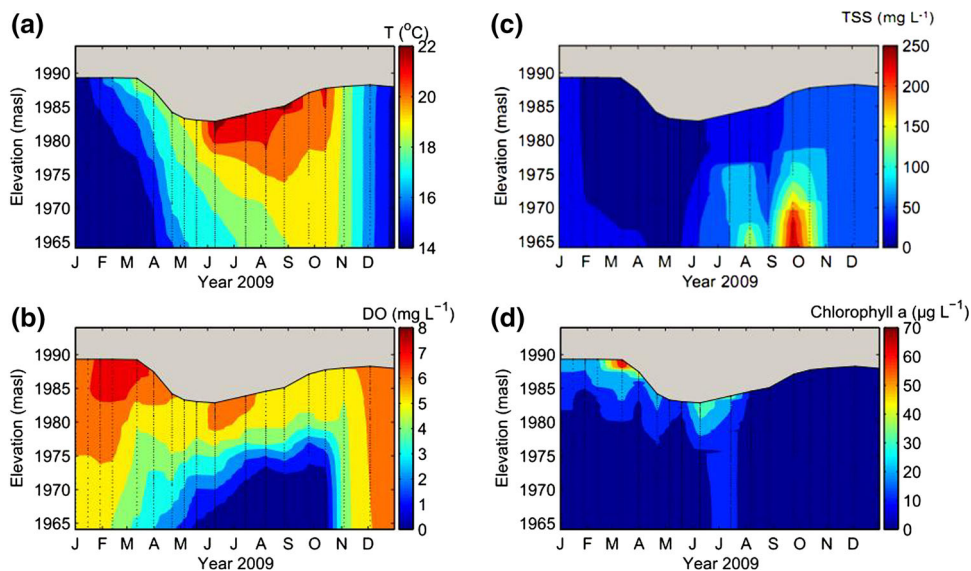 (a)
T (°C)
Elevation (masl)
1990
1985
1980
1975
1970
1965
J F M A M J J A S O N D
Year 2009
22
20
18
16
14
(c)
TSS (mg L-1)
Elevation (masl)
1990
1985
1980
1975
1970
1965
J F M A M J J A S O N D
Year 2009
250
200
150
100
50
0
(b)
DO (mg L−1)
Elevation (masl)
1990
1985
1980
1975
1970
1965
J F M A M J J A S O N D
Year 2009
8
7
6
5
4
3
2
1
0
(d)
Chlorophyll a (µg L−1)
Elevation (masl)
1990
1985
1980
1975
1970
1965
J F M A M J J A S O N D
Year 2009
70
60
50
40
30
20
10
0